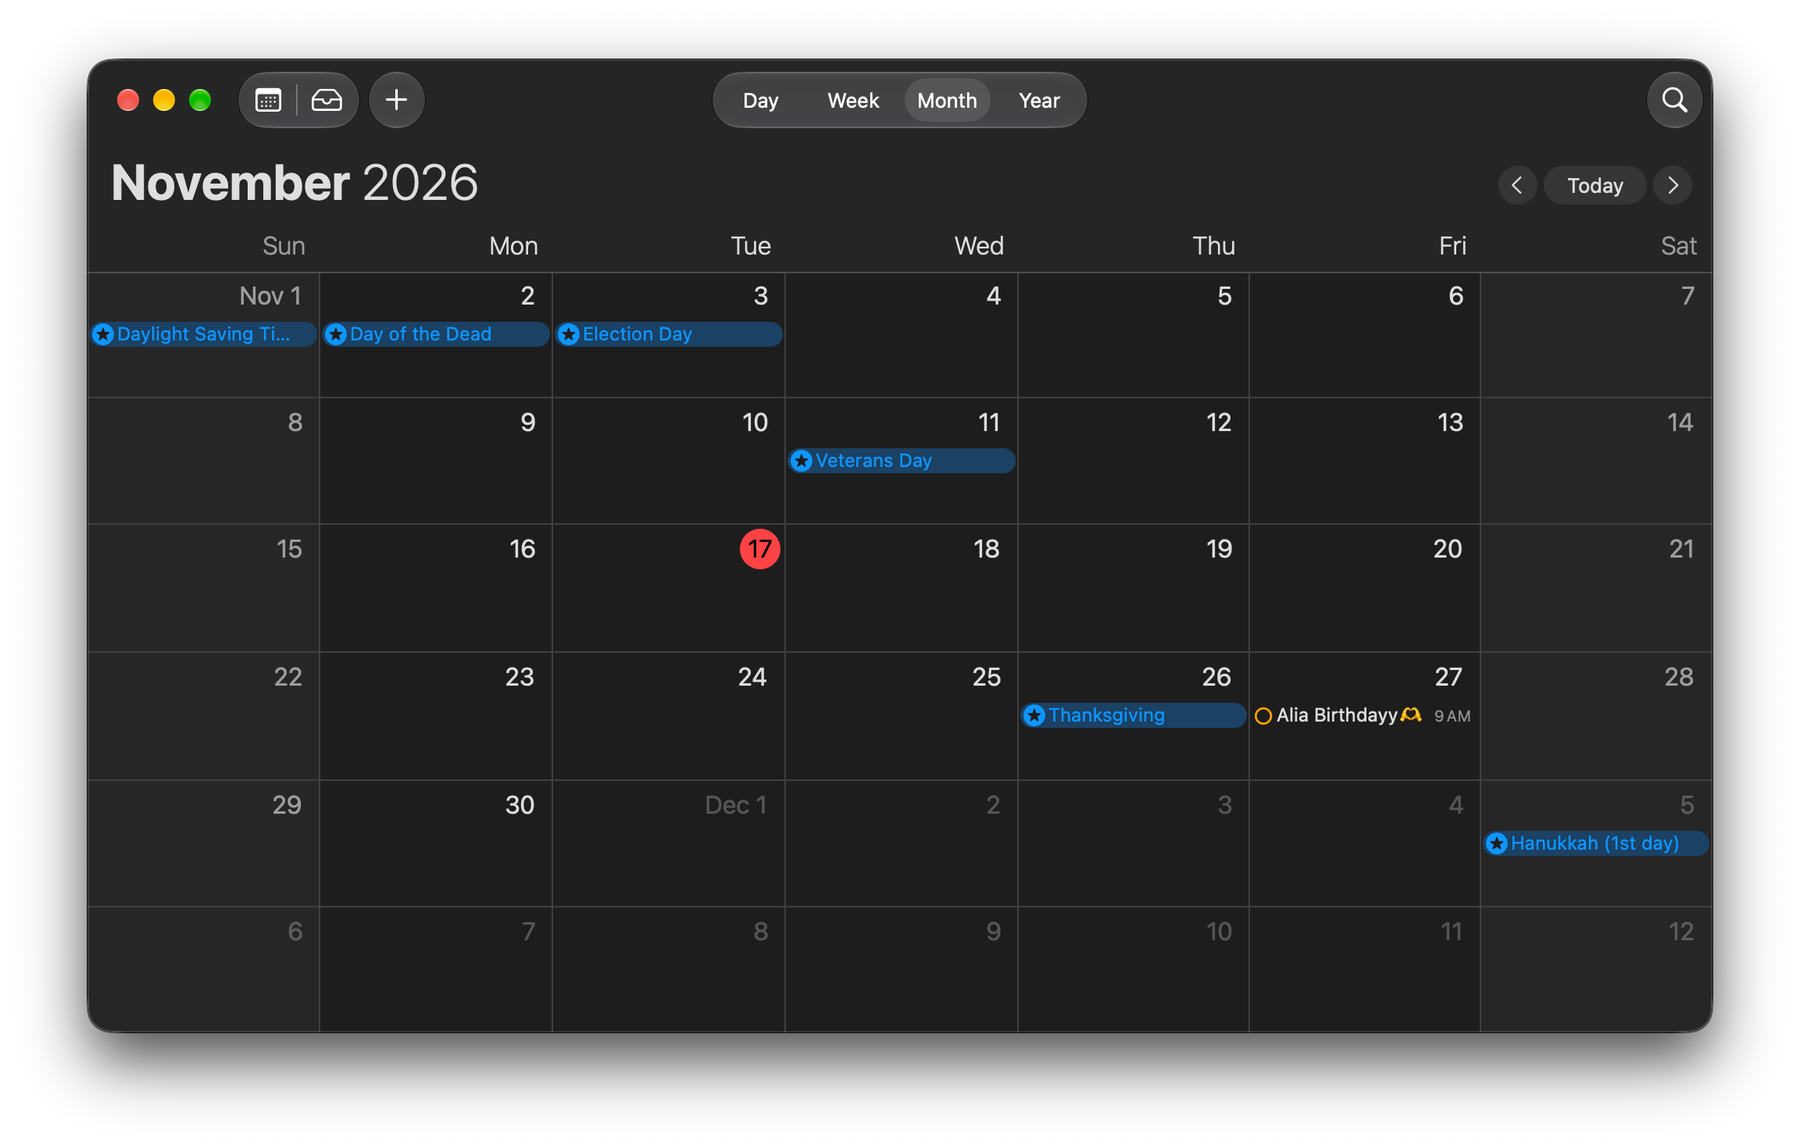 Day Week Month Year
November 2026
Today
Sun Mon Tue Wed Thu Fri Sat
Nov 1 2 3 4 5 6 7
Daylight Saving Ti... Day of the Dead Election Day
8 9 10 11 12 13 14
Veterans Day
15 16 17 18 19 20 21
22 23 24 25 26 27 28
Thanksgiving Alia Birthdayy🫶 9 AM
29 30 Dec 1 2 3 4 5
Hanukkah (1st day)
6 7 8 9 10 11 12